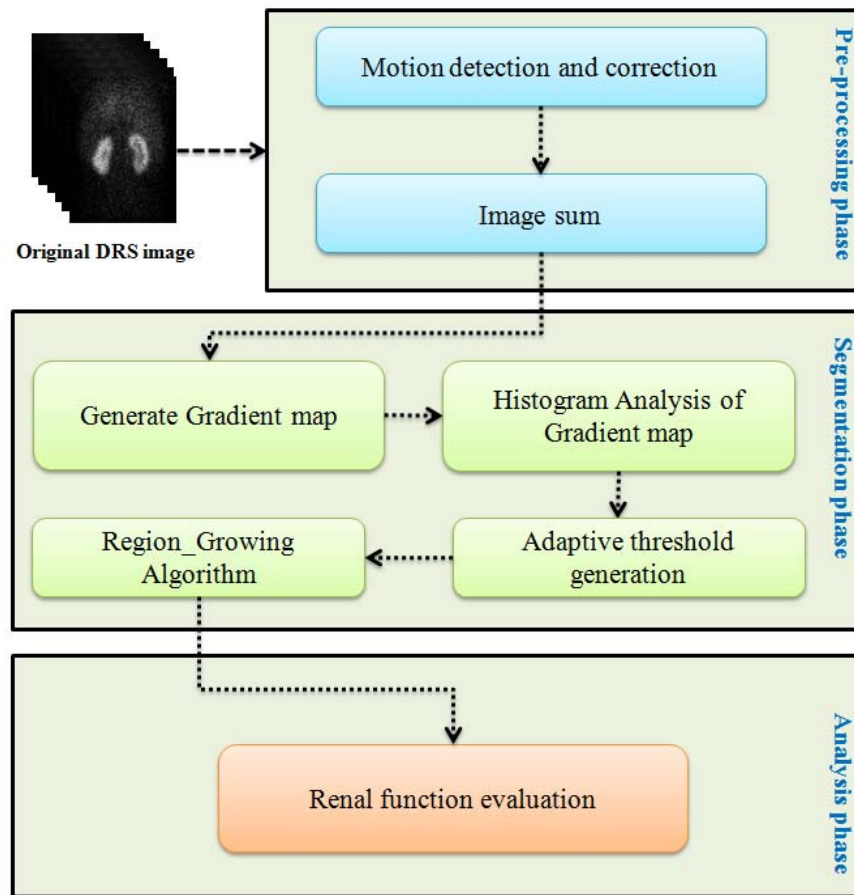 Original DRS image
Pre-processing phase
Motion detection and correction
Image sum
Segmentation phase
Generate Gradient map
Histogram Analysis of
Gradient map
Adaptive threshold
generation
Region_Growing
Algorithm
Analysis phase
Renal function evaluation